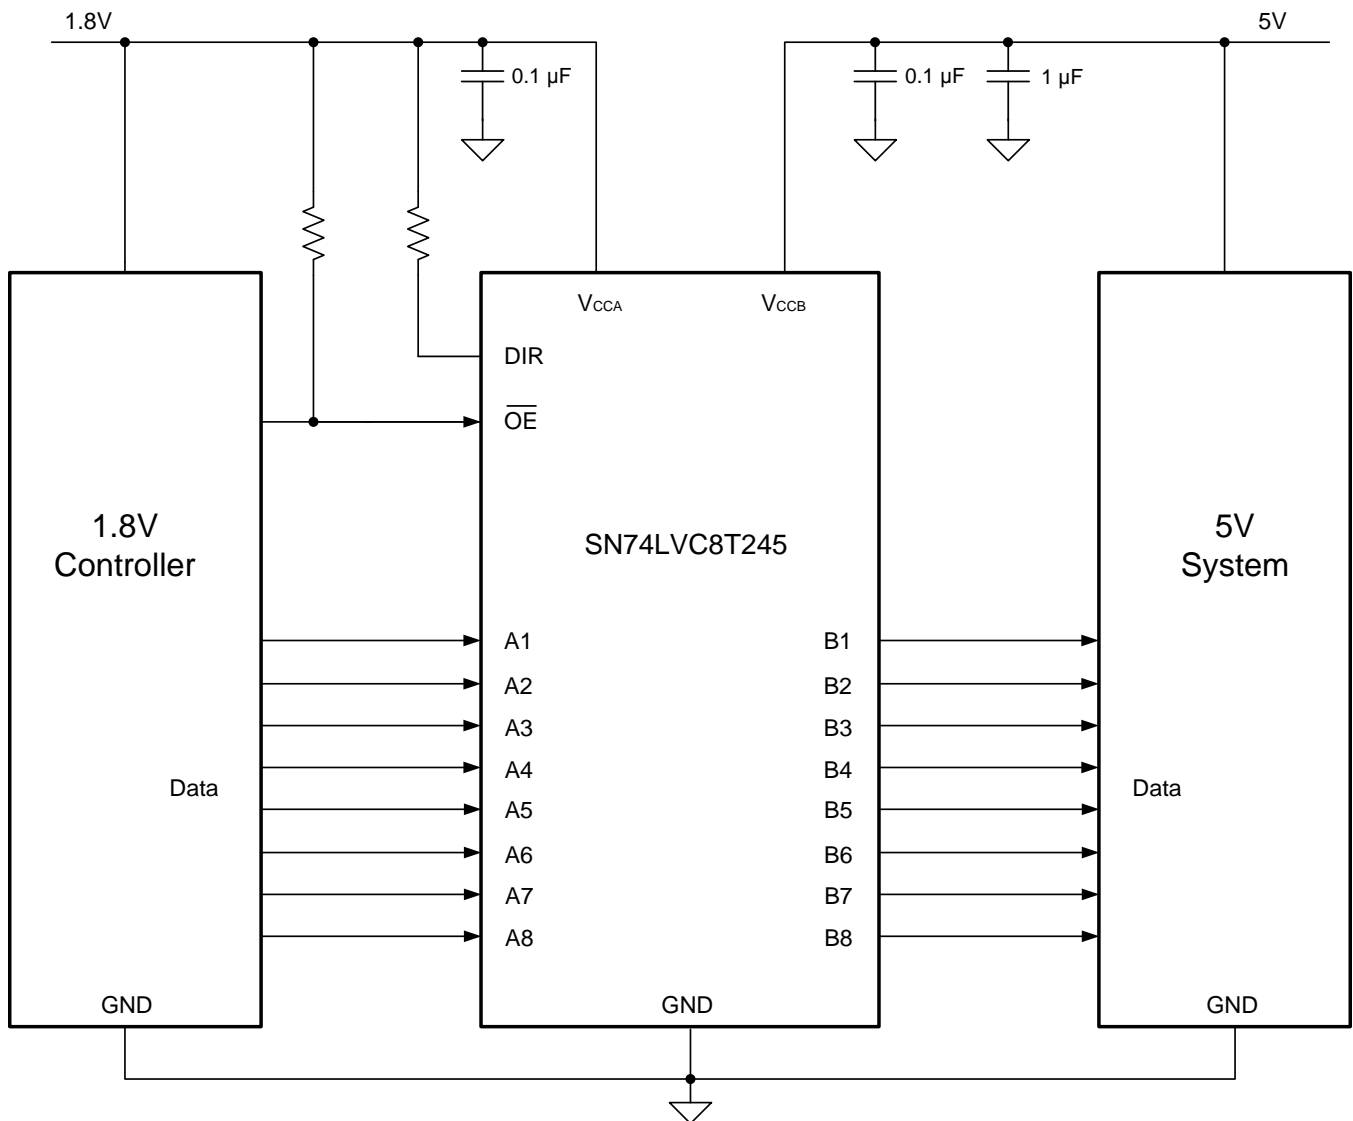 1.8V
5V
0.1 µF
0.1 µF
1 µF
VCCA
VCCB
DIR
OE
1.8V
Controller
SN74LVC8T245
5V
System
A1
B1
A2
B2
A3
B3
A4
B4
Data
Data
A5
B5
A6
B6
A7
B7
A8
B8
GND
GND
GND